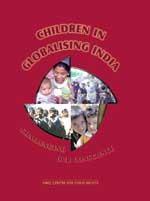 CHILDREN IN
GLOBALISING INDIA
CHALLENGING
OUR CONSCIENCE
HAQ: CENTRE FOR CHILD RIGHTS